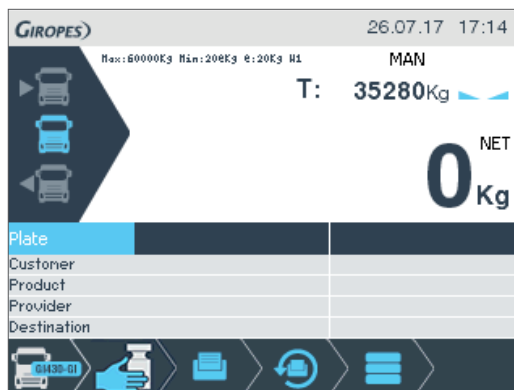 GIROPES)
26.07.17 17:14
Max:60000Kg Min:20eKg e:20Kg W1
MAN
T: 35280Kg
NET
0Kg
Plate
Customer
Product
Provider
Destination
GI430-GI